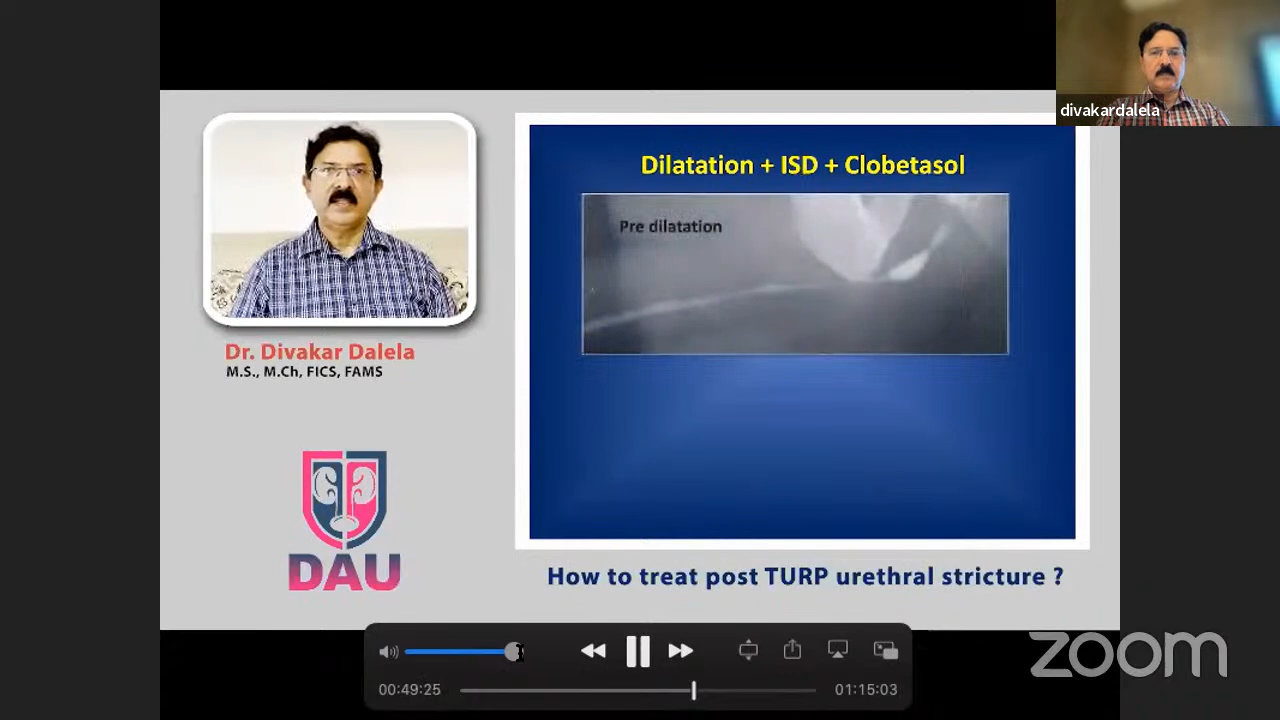 divakardalela
Dilatation + ISD + Clobetasol
Pre dilatation
Dr. Divakar Dalela
M.S., M.Ch, FICS, FAMS
DAU
How to treat post TURP urethral stricture ?
zoom
00:49:25
01:15:03